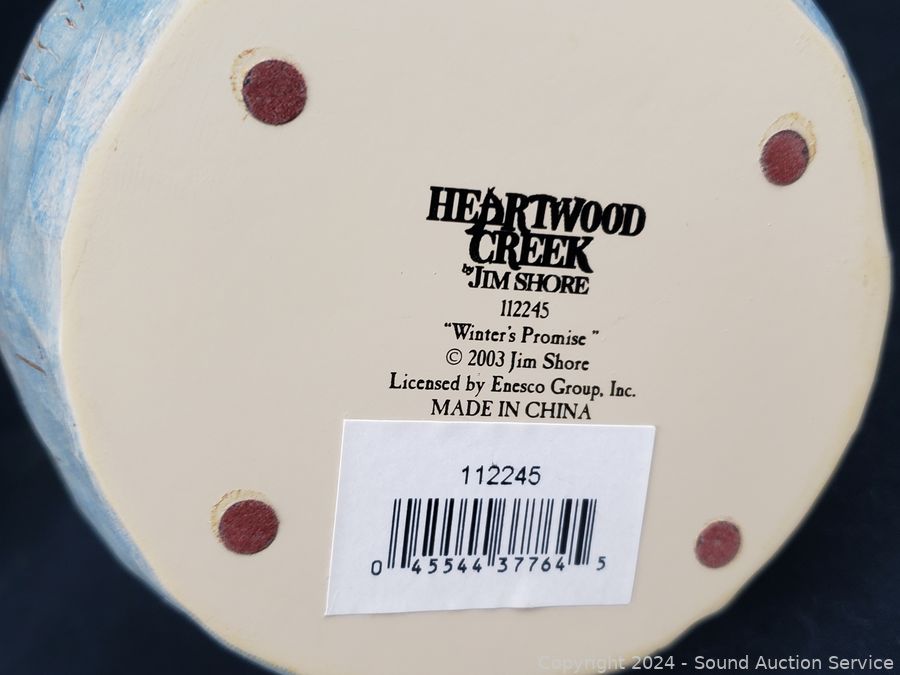 HEARTWOOD
CREEK
by JIM SHORE
112245
"Winter's Promise"
© 2003 Jim Shore
Licensed by Enesco Group, Inc.
MADE IN CHINA
112245
0 45544 37764 5
Copyright 2024 - Sound Auction Service